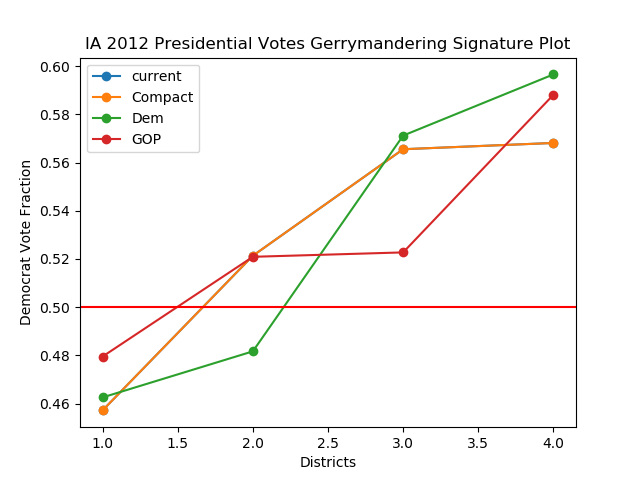 IA 2012 Presidential Votes Gerrymandering Signature Plot
current
Compact
Dem
GOP
Democrat Vote Fraction
0.60
0.58
0.56
0.54
0.52
0.50
0.48
0.46
1.0 1.5 2.0 2.5 3.0 3.5 4.0
Districts